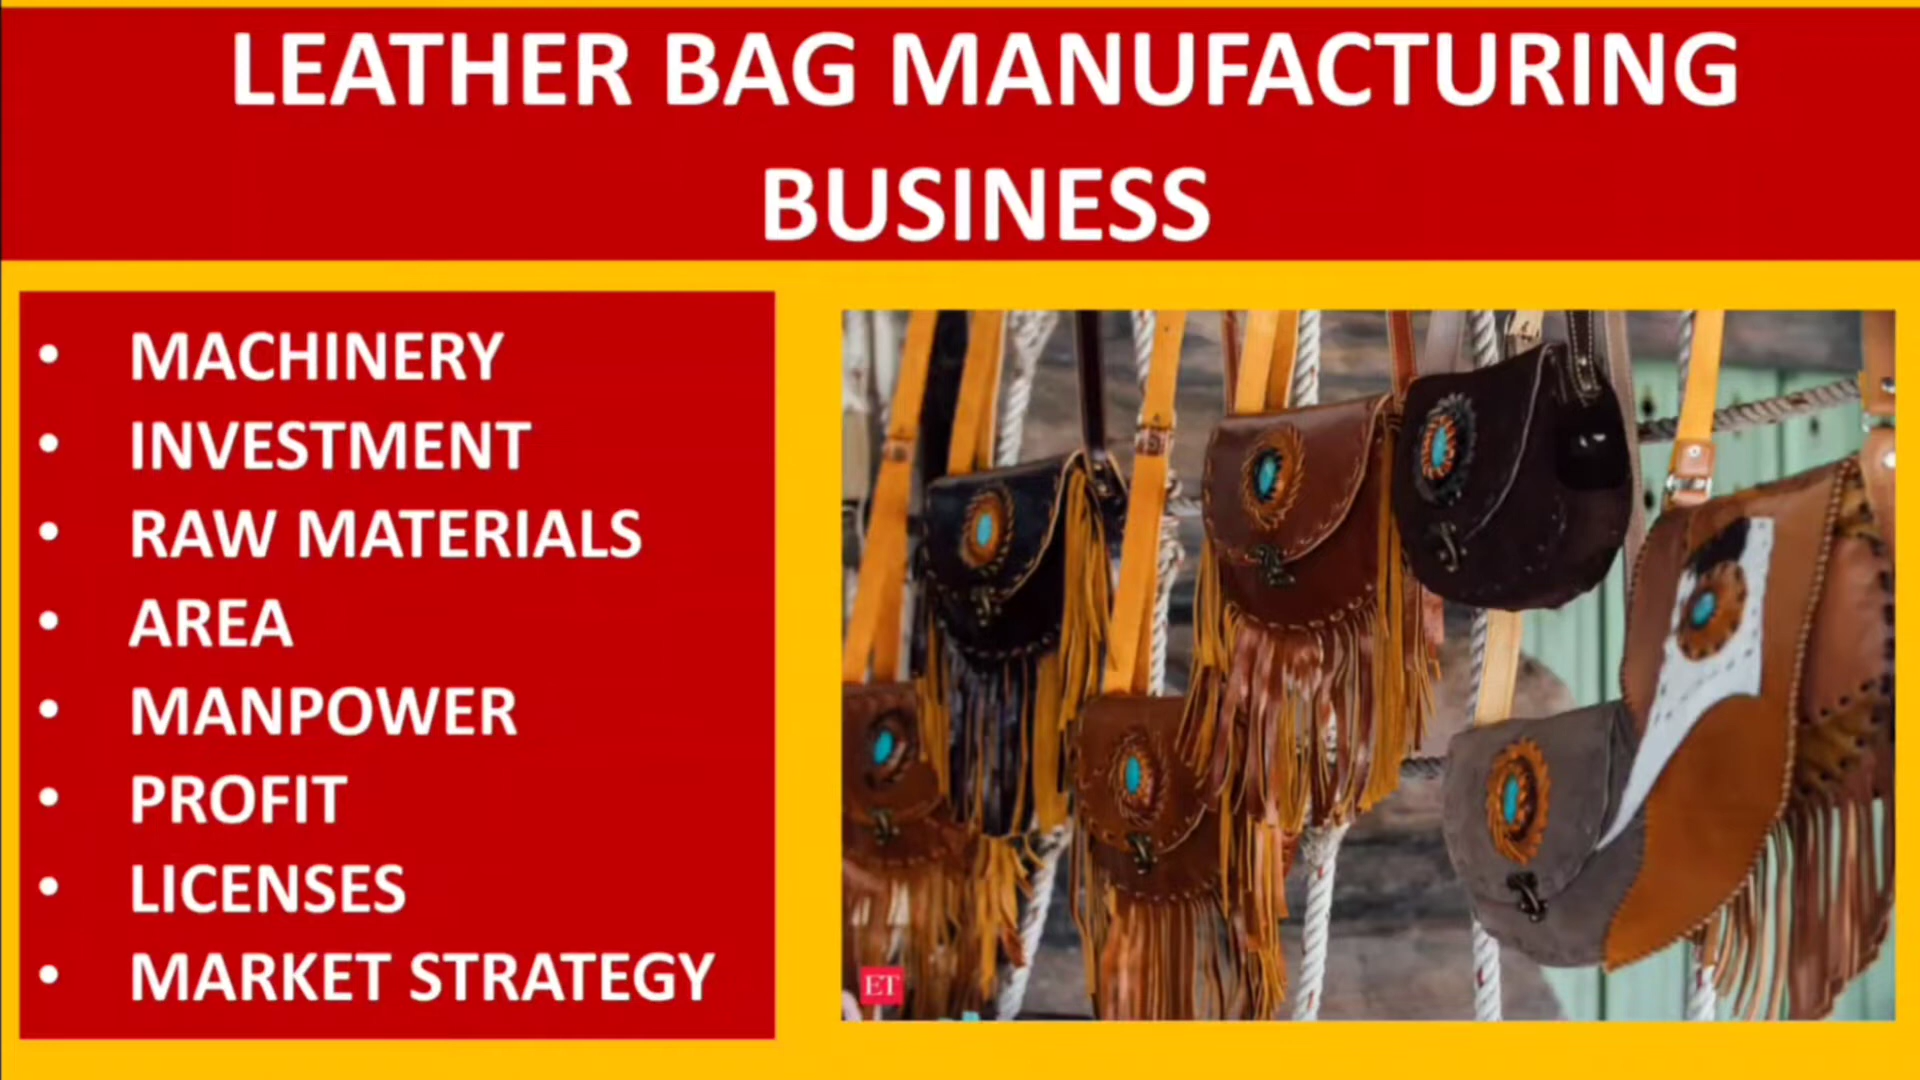 LEATHER BAG MANUFACTURING
BUSINESS
• MACHINERY
• INVESTMENT
• RAW MATERIALS
• AREA
• MANPOWER
• PROFIT
• LICENSES
• MARKET STRATEGY
ET